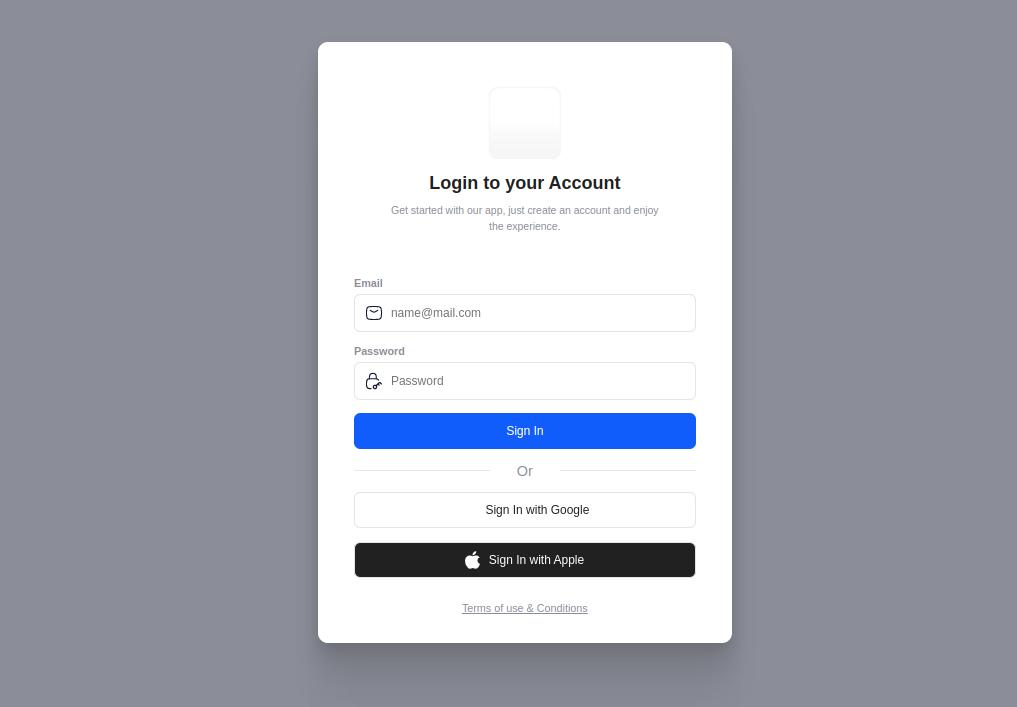 Login to your Account
Get started with our app, just create an account and enjoy
the experience.
Email
name@mail.com
Password
Password
Sign In
Or
Sign In with Google
Sign In with Apple
Terms of use & Conditions